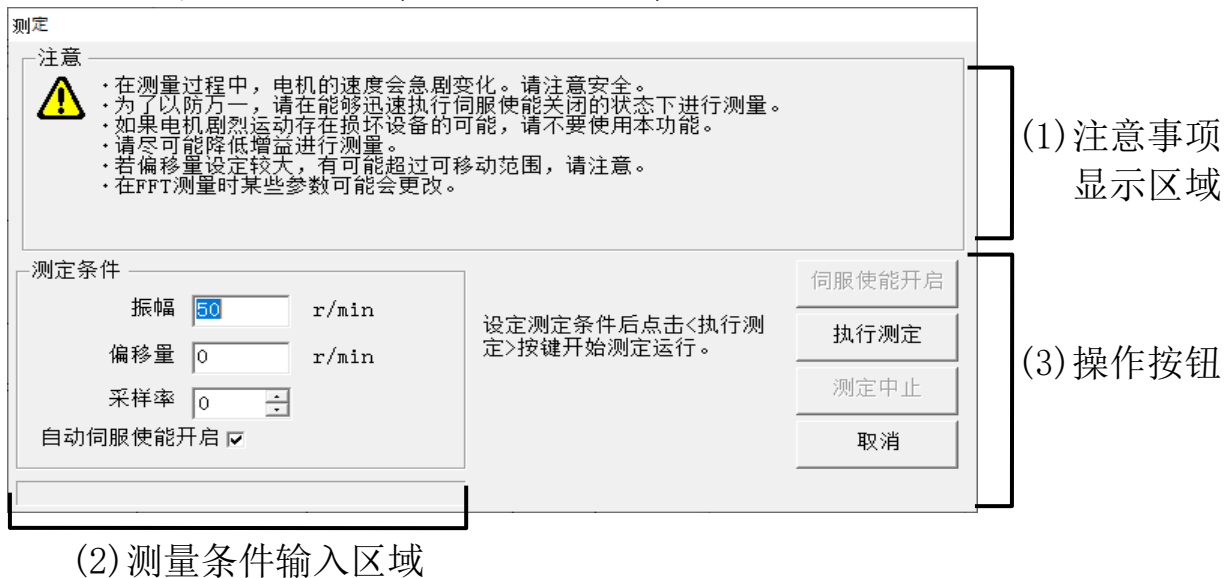 测定
注意
・在测量过程中，电机的速度会急剧变化。请注意安全。
・为了以防万一，请在能够迅速执行伺服使能关闭的状态下进行测量。
・如果电机剧烈运动存在损坏设备的可能，请不要使用本功能。
・请尽可能降低增益进行测量。
・若偏移量设定较大，有可能超过可移动范围，请注意。
・在FFT测量时某些参数可能会更改。
(1)注意事项
显示区域
测定条件
振幅 50 r/min
偏移量 0 r/min
采样率 0
自动伺服使能开启
设定测定条件后点击<执行测
定>按键开始测定运行。
伺服使能开启
执行测定
测定中止
取消
(3)操作按钮
(2)测量条件输入区域